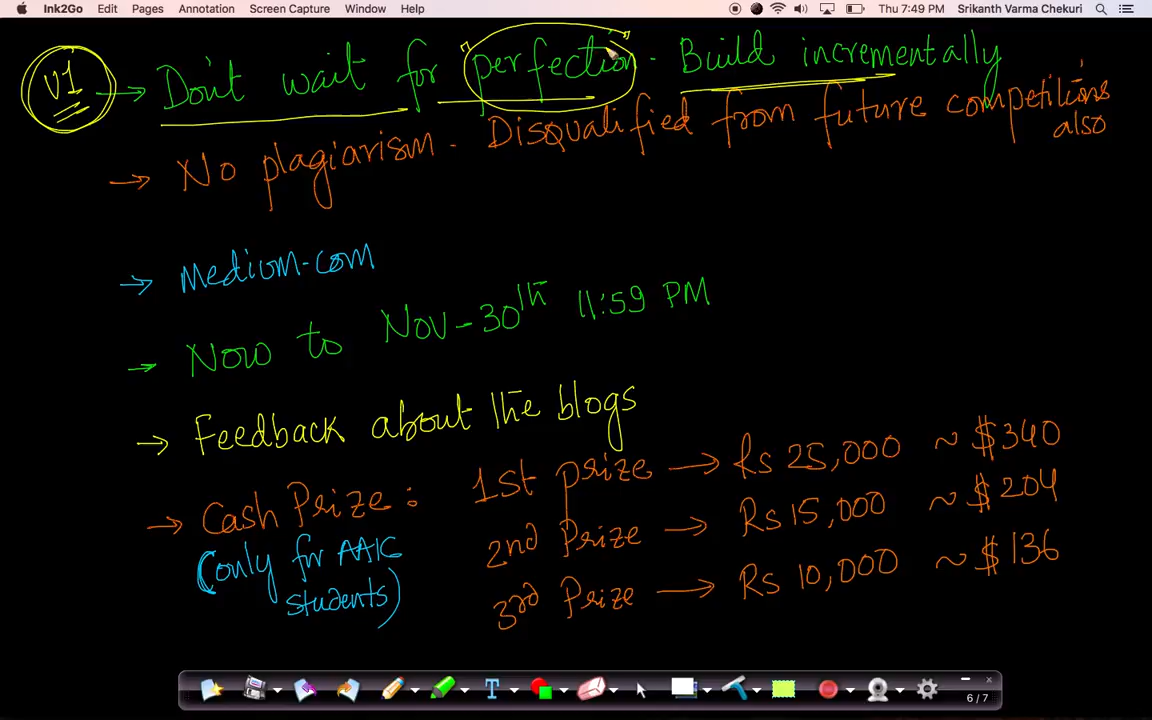 Ink2Go Edit Pages Annotation Screen Capture Window Help Thu 7:49 PM Srikanth Varma Chekuri
V1 → Don't wait for "perfection" - Build incrementally
→ No plagiarism - Disqualified from future competitions
also
→ Medium.com
→ Now to Nov-30th 11:59 PM
→ Feedback about the blogs
→ Cash Prize: 1st prize → Rs 25,000 ~ $340
(only for AAIC students)
2nd Prize → Rs 15,000 ~ $204
3rd Prize → Rs 10,000 ~ $136
6 / 7